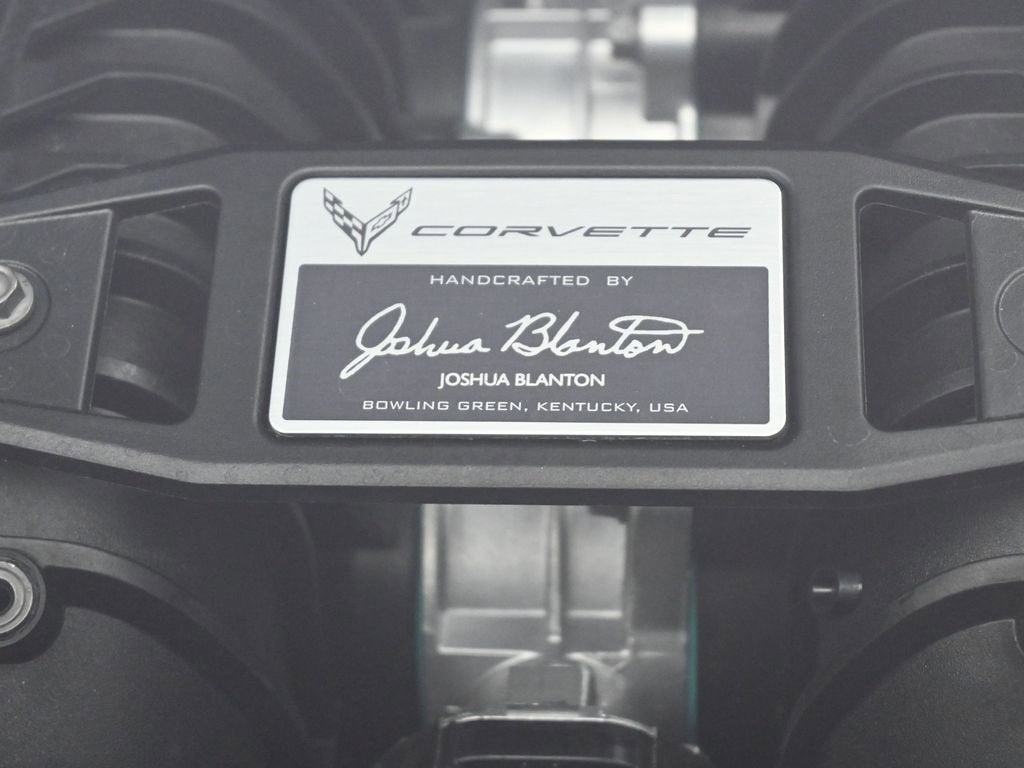 CORVETTE
HANDCRAFTED BY
Joshua Blanton
JOSHUA BLANTON
BOWLING GREEN, KENTUCKY, USA